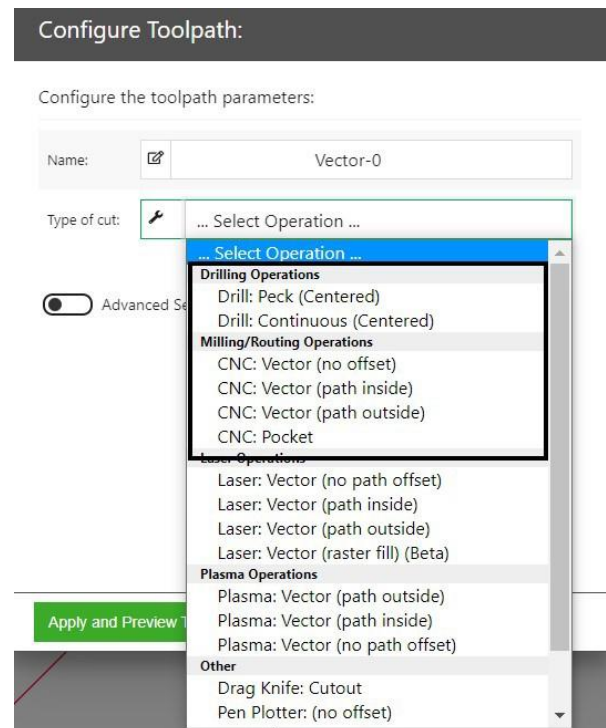 Configure Toolpath:
Configure the toolpath parameters:
Name:
Vector-0
Type of cut:
... Select Operation ...
... Select Operation ...
Drilling Operations
Drill: Peck (Centered)
Drill: Continuous (Centered)
Milling/Routing Operations
CNC: Vector (no offset)
CNC: Vector (path inside)
CNC: Vector (path outside)
CNC: Pocket
Laser Operations
Laser: Vector (no path offset)
Laser: Vector (path inside)
Laser: Vector (path outside)
Laser: Vector (raster fill) (Beta)
Plasma Operations
Plasma: Vector (path outside)
Plasma: Vector (path inside)
Plasma: Vector (no path offset)
Other
Drag Knife: Cutout
Pen Plotter: (no offset)
Advanced
Apply and Preview